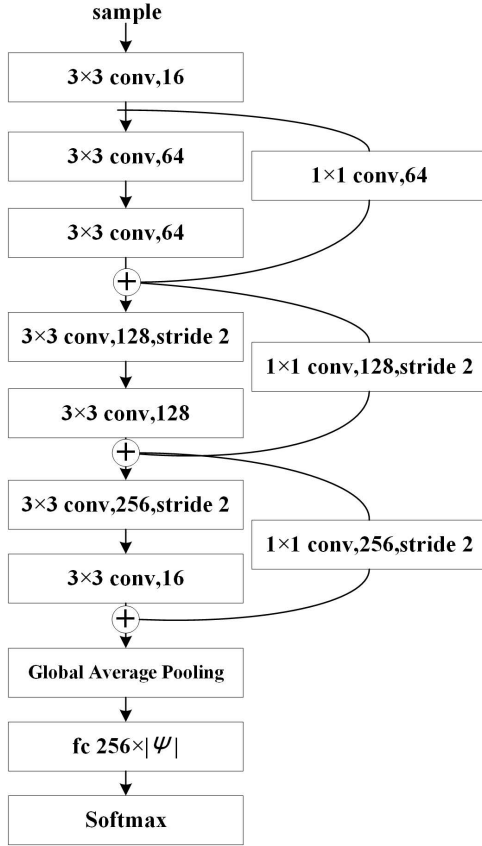 sample
3×3 conv,16
3×3 conv,64
1×1 conv,64
3×3 conv,64
+
3×3 conv,128,stride 2
1×1 conv,128,stride 2
3×3 conv,128
+
3×3 conv,256,stride 2
1×1 conv,256,stride 2
3×3 conv,16
+
Global Average Pooling
fc 256×|Ψ|
Softmax